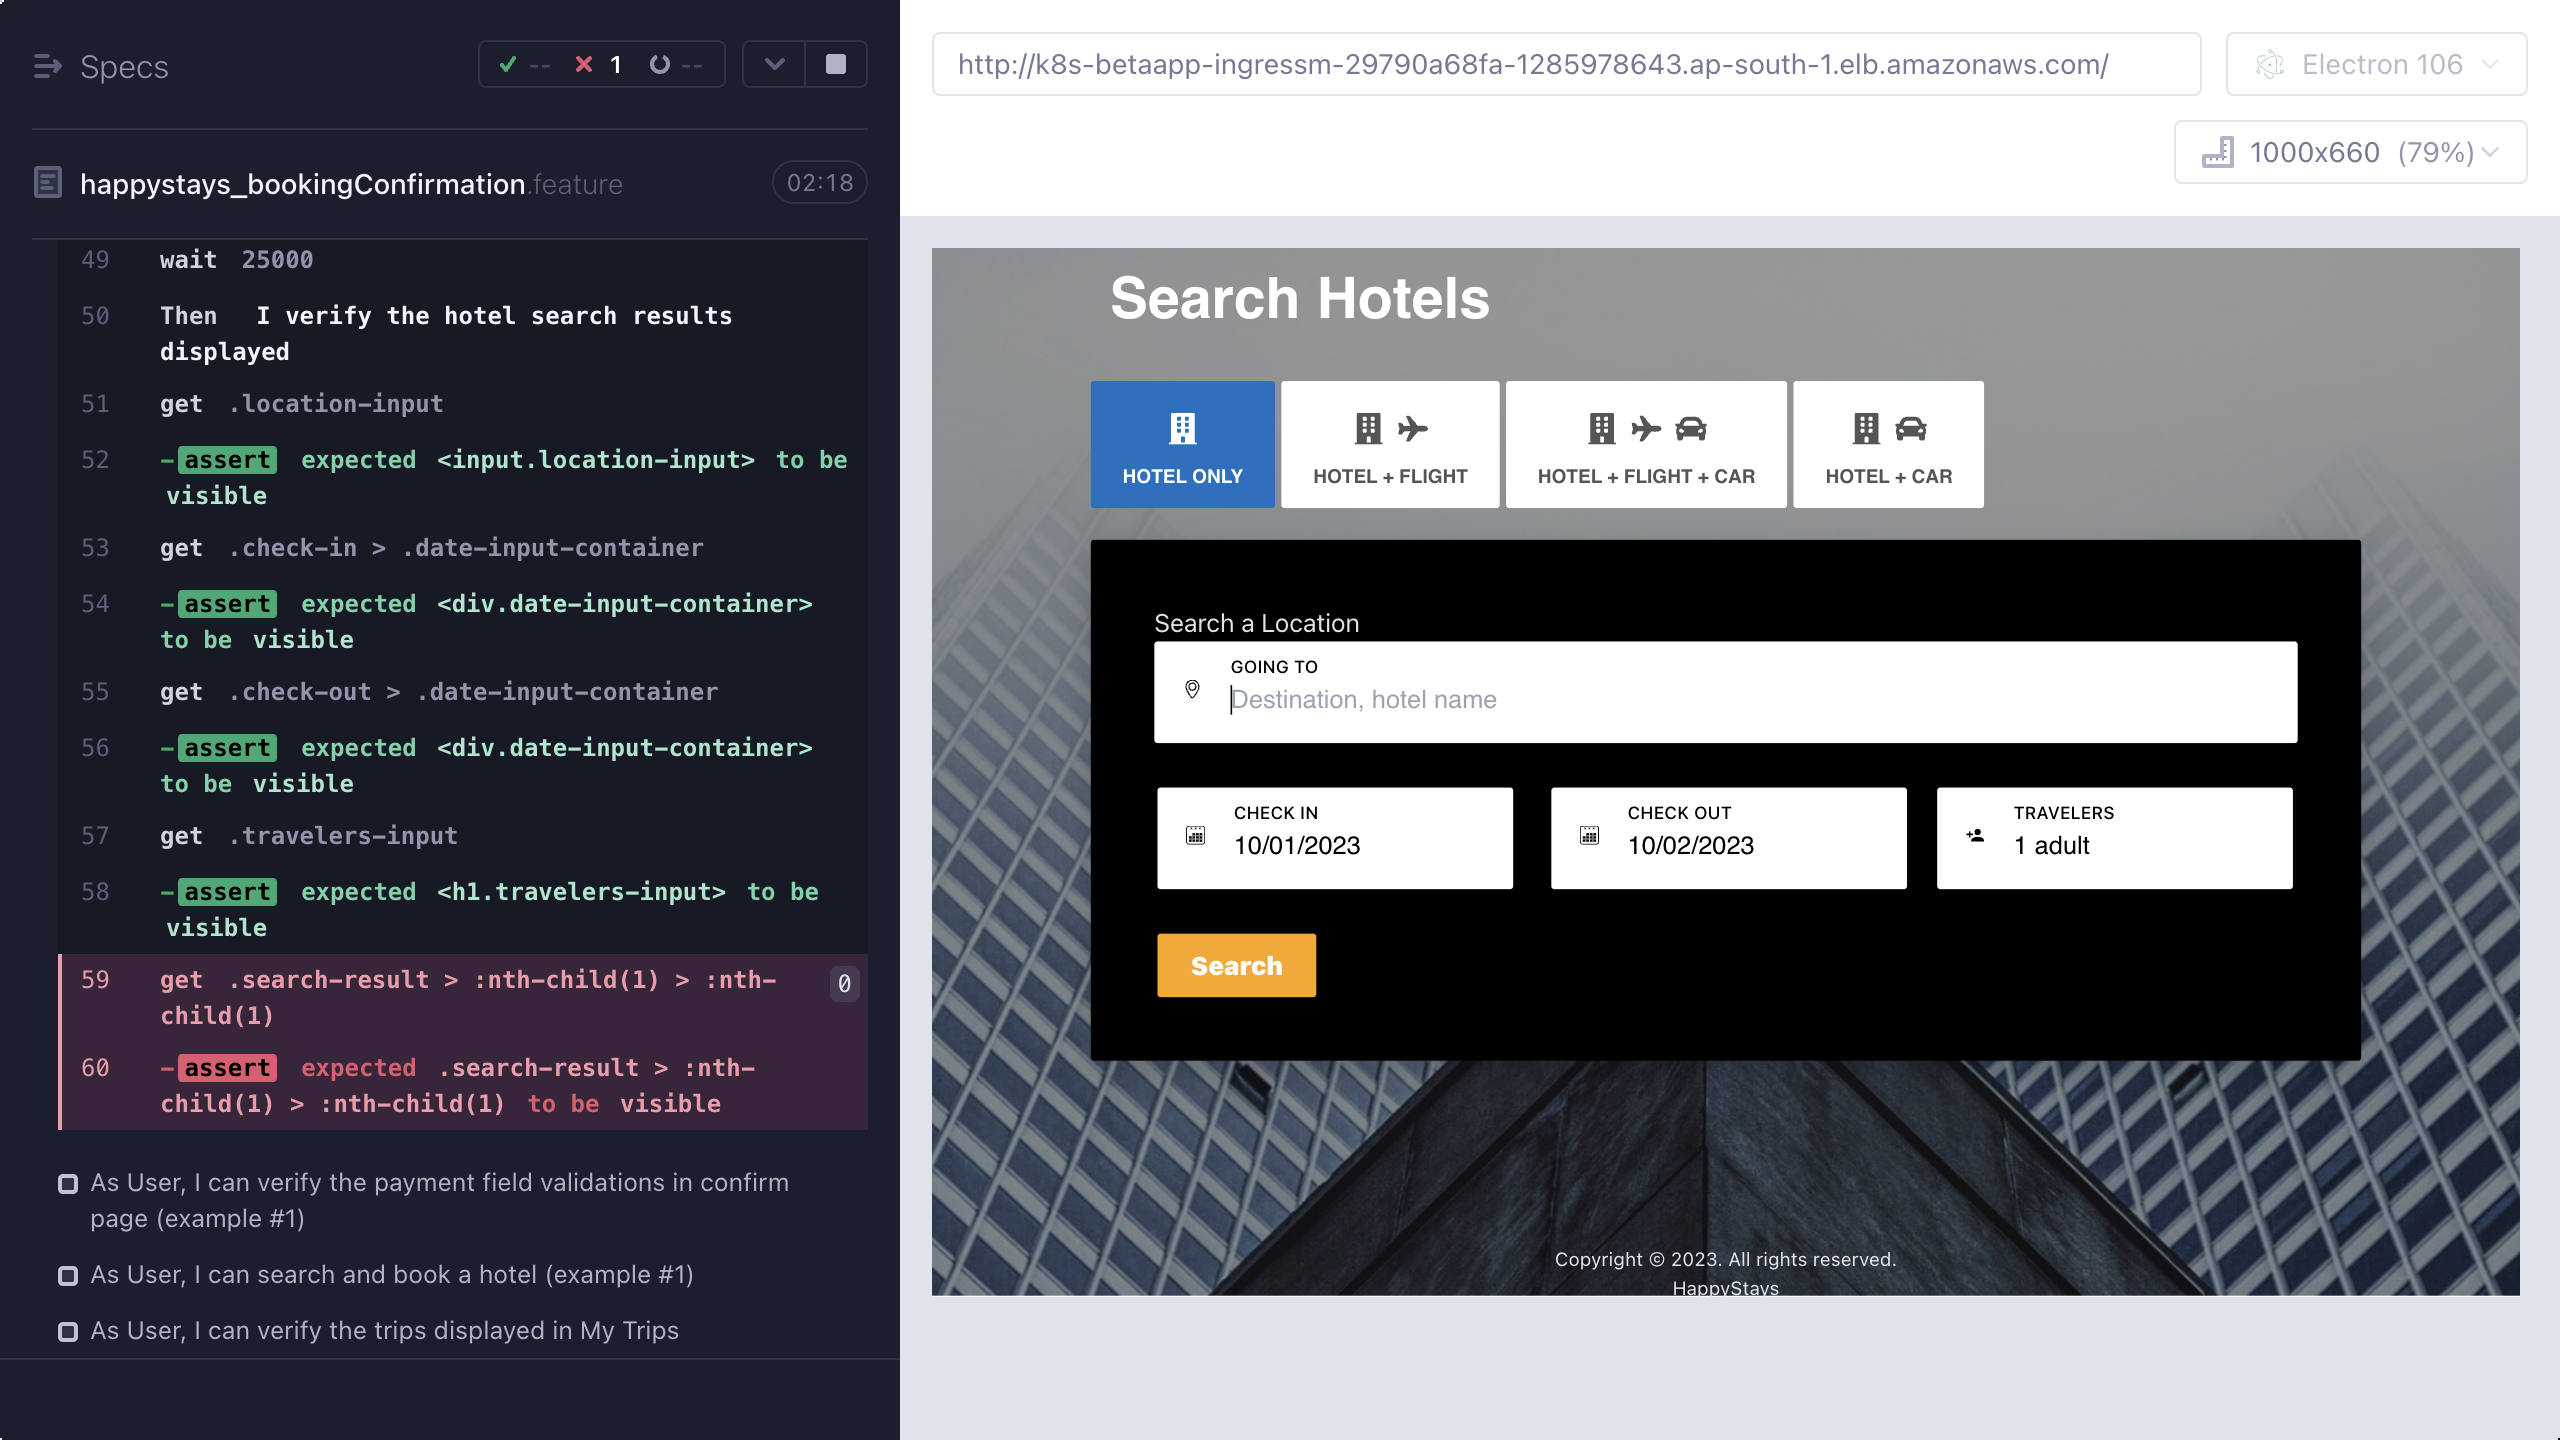 Specs
-- 1 --
happystays_bookingConfirmation.feature 02:18
49 wait 25000
50 Then I verify the hotel search results
displayed
51 get .location-input
52 -assert expected <input.location-input> to be
visible
53 get .check-in > .date-input-container
54 -assert expected <div.date-input-container>
to be visible
55 get .check-out > .date-input-container
56 -assert expected <div.date-input-container>
to be visible
57 get .travelers-input
58 -assert expected <h1.travelers-input> to be
visible
59 get .search-result > :nth-child(1) > :nth-
child(1) 0
60 -assert expected .search-result > :nth-
child(1) > :nth-child(1) to be visible
As User, I can verify the payment field validations in confirm
page (example #1)
As User, I can search and book a hotel (example #1)
As User, I can verify the trips displayed in My Trips
http://k8s-betaapp-ingressm-29790a68fa-1285978643.ap-south-1.elb.amazonaws.com/
Electron 106
1000x660 (79%)
Search Hotels
HOTEL ONLY
HOTEL + FLIGHT
HOTEL + FLIGHT + CAR
HOTEL + CAR
Search a Location
GOING TO
Destination, hotel name
CHECK IN
10/01/2023
CHECK OUT
10/02/2023
TRAVELERS
1 adult
Search
Copyright © 2023. All rights reserved.
HappyStays